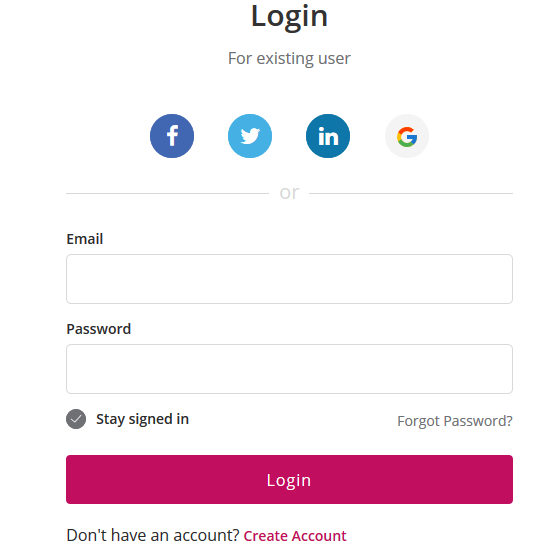 Login
For existing user
f
in
G
or
Email
Password
Stay signed in Forgot Password?
Login
Don't have an account? Create Account